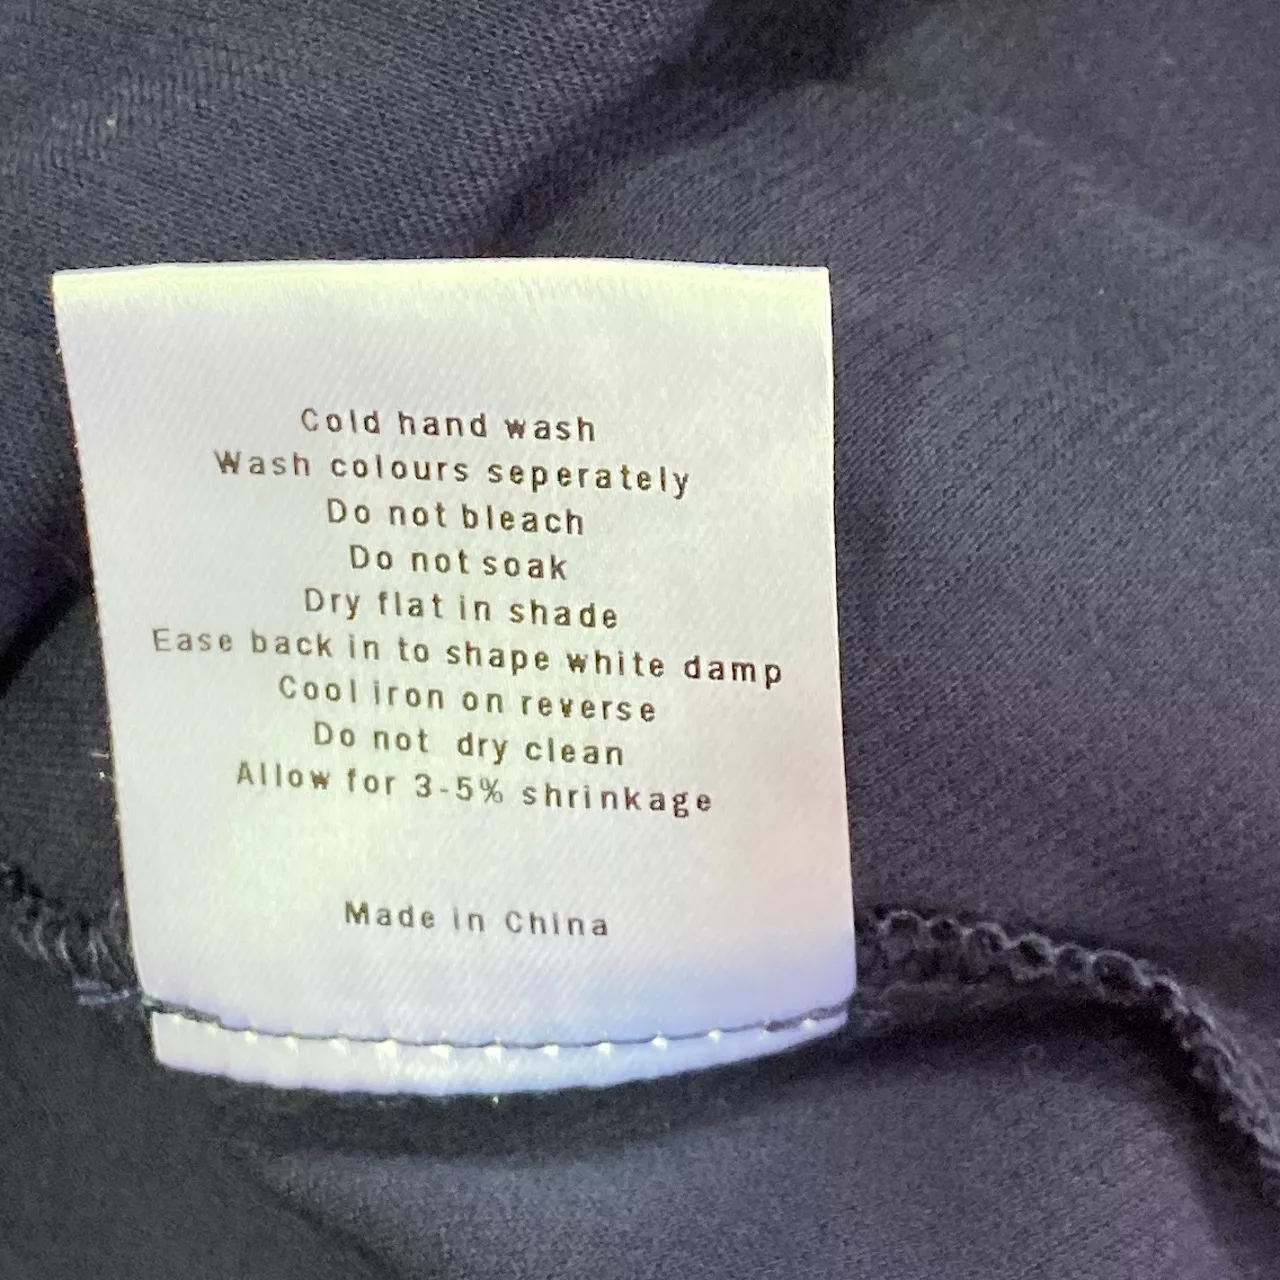 Cold hand wash
Wash colours seperately
Do not bleach
Do not soak
Dry flat in shade
Ease back in to shape white damp
Cool iron on reverse
Do not dry clean
Allow for 3-5% shrinkage
Made in China